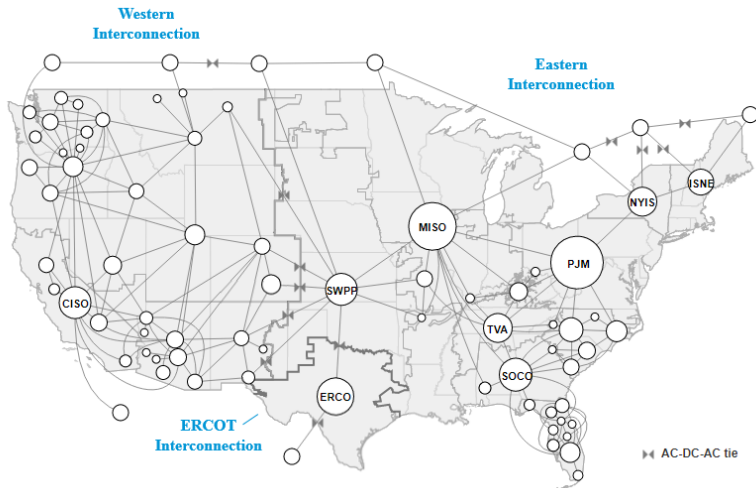 Western
Interconnection
Eastern
Interconnection
ISNE
NYIS
MISO
PJM
SWPP
CISO
TVA
SOCO
ERCO
ERCOT
Interconnection
AC-DC-AC tie